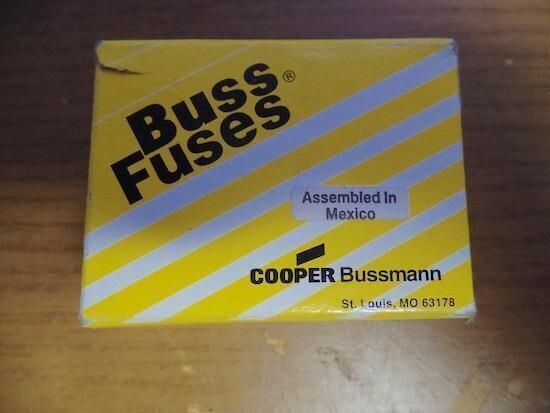 Buss®
Fuses
Assembled In
Mexico
COOPER Bussmann
St. Louis, MO 63178